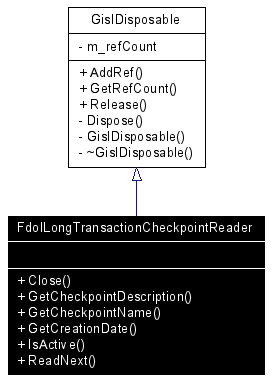 GisIDisposable
- m_refCount
+ AddRef()
+ GetRefCount()
+ Release()
- Dispose()
- GisIDisposable()
- ~GisIDisposable()
FdoILongTransactionCheckpointReader
+ Close()
+ GetCheckpointDescription()
+ GetCheckpointName()
+ GetCreationDate()
+ IsActive()
+ ReadNext()